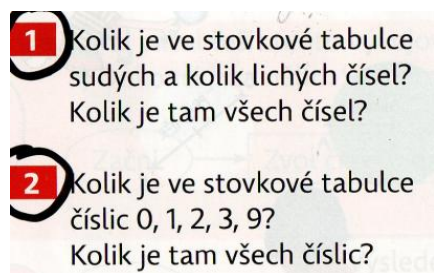 1 Kolik je ve stovkové tabulce
sudých a kolik lichých čísel?
Kolik je tam všech čísel?
2 Kolik je ve stovkové tabulce
číslic 0, 1, 2, 3, 9?
Kolik je tam všech číslic?